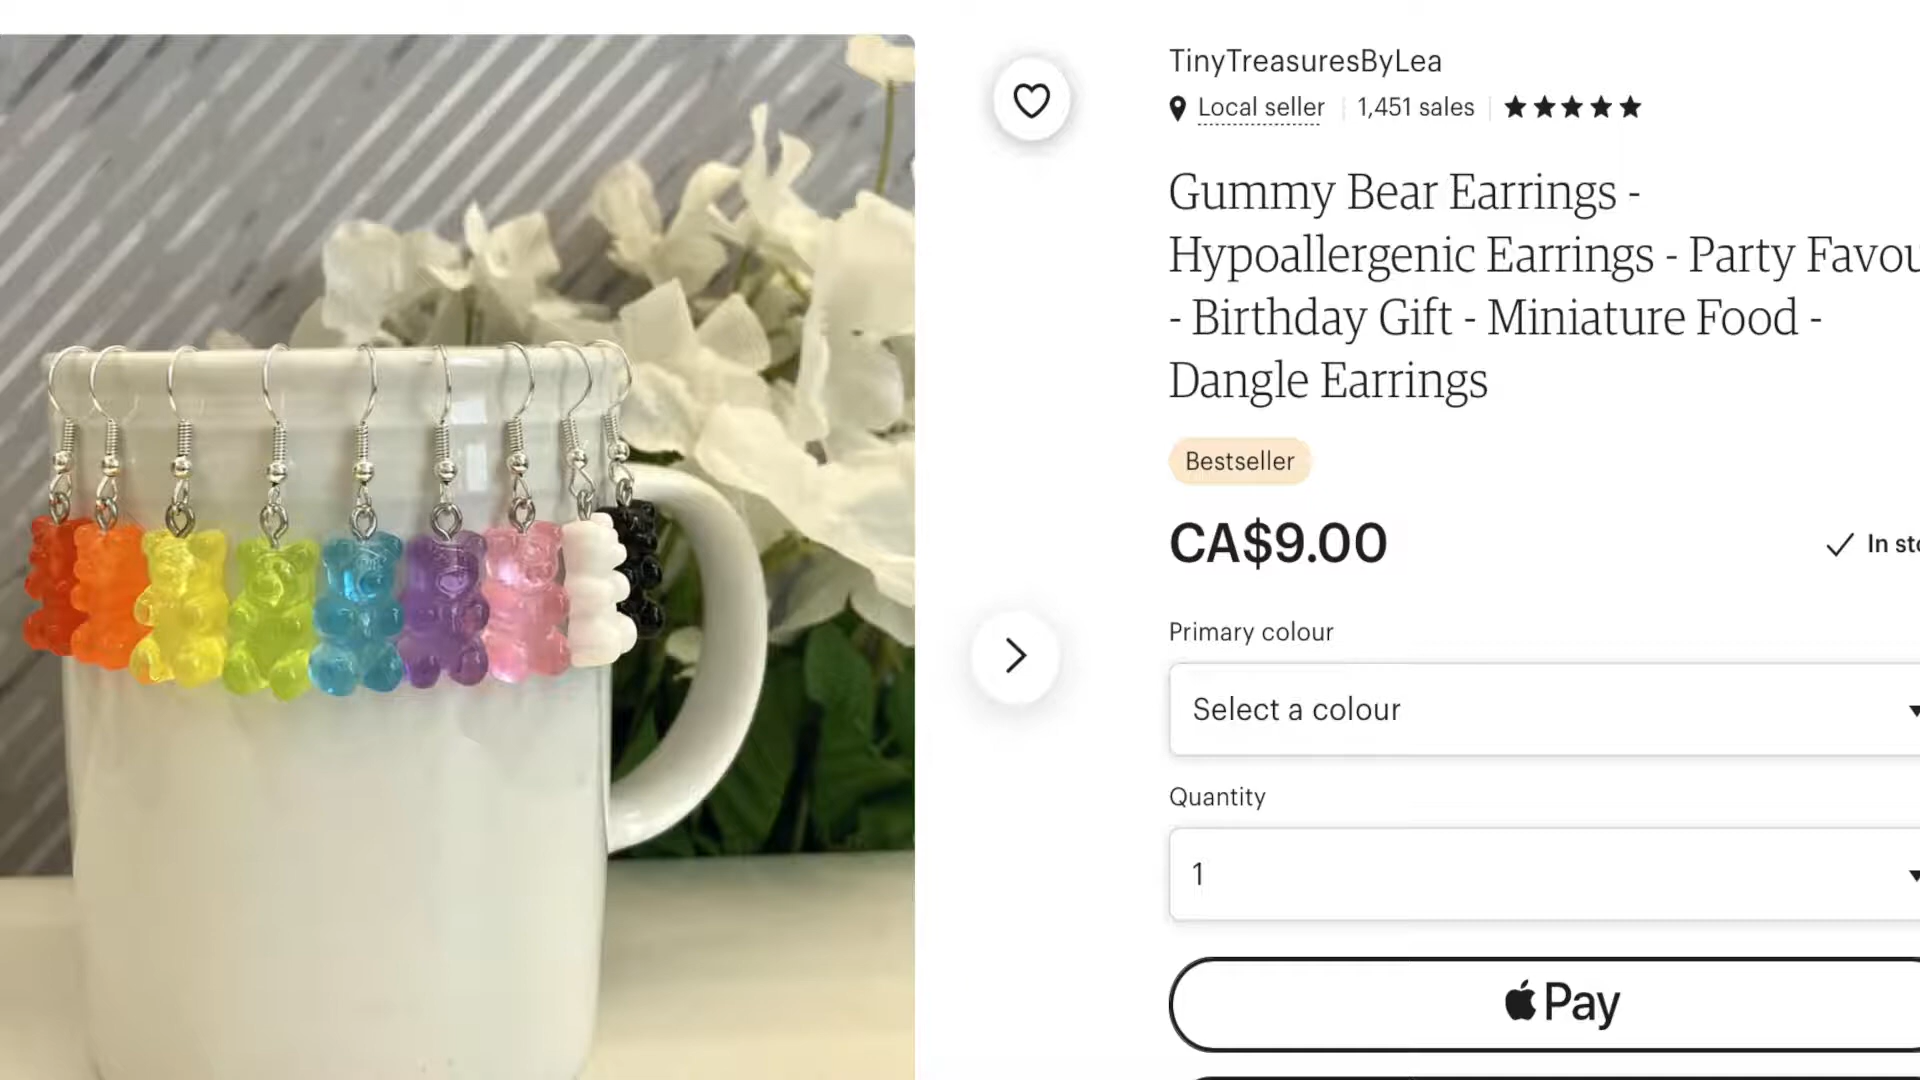 TinyTreasuresByLea
Local seller 1,451 sales
Gummy Bear Earrings -
Hypoallergenic Earrings - Party Favou
- Birthday Gift - Miniature Food -
Dangle Earrings
Bestseller
CA$9.00
In sto
Primary colour
Select a colour
Quantity
1
Pay